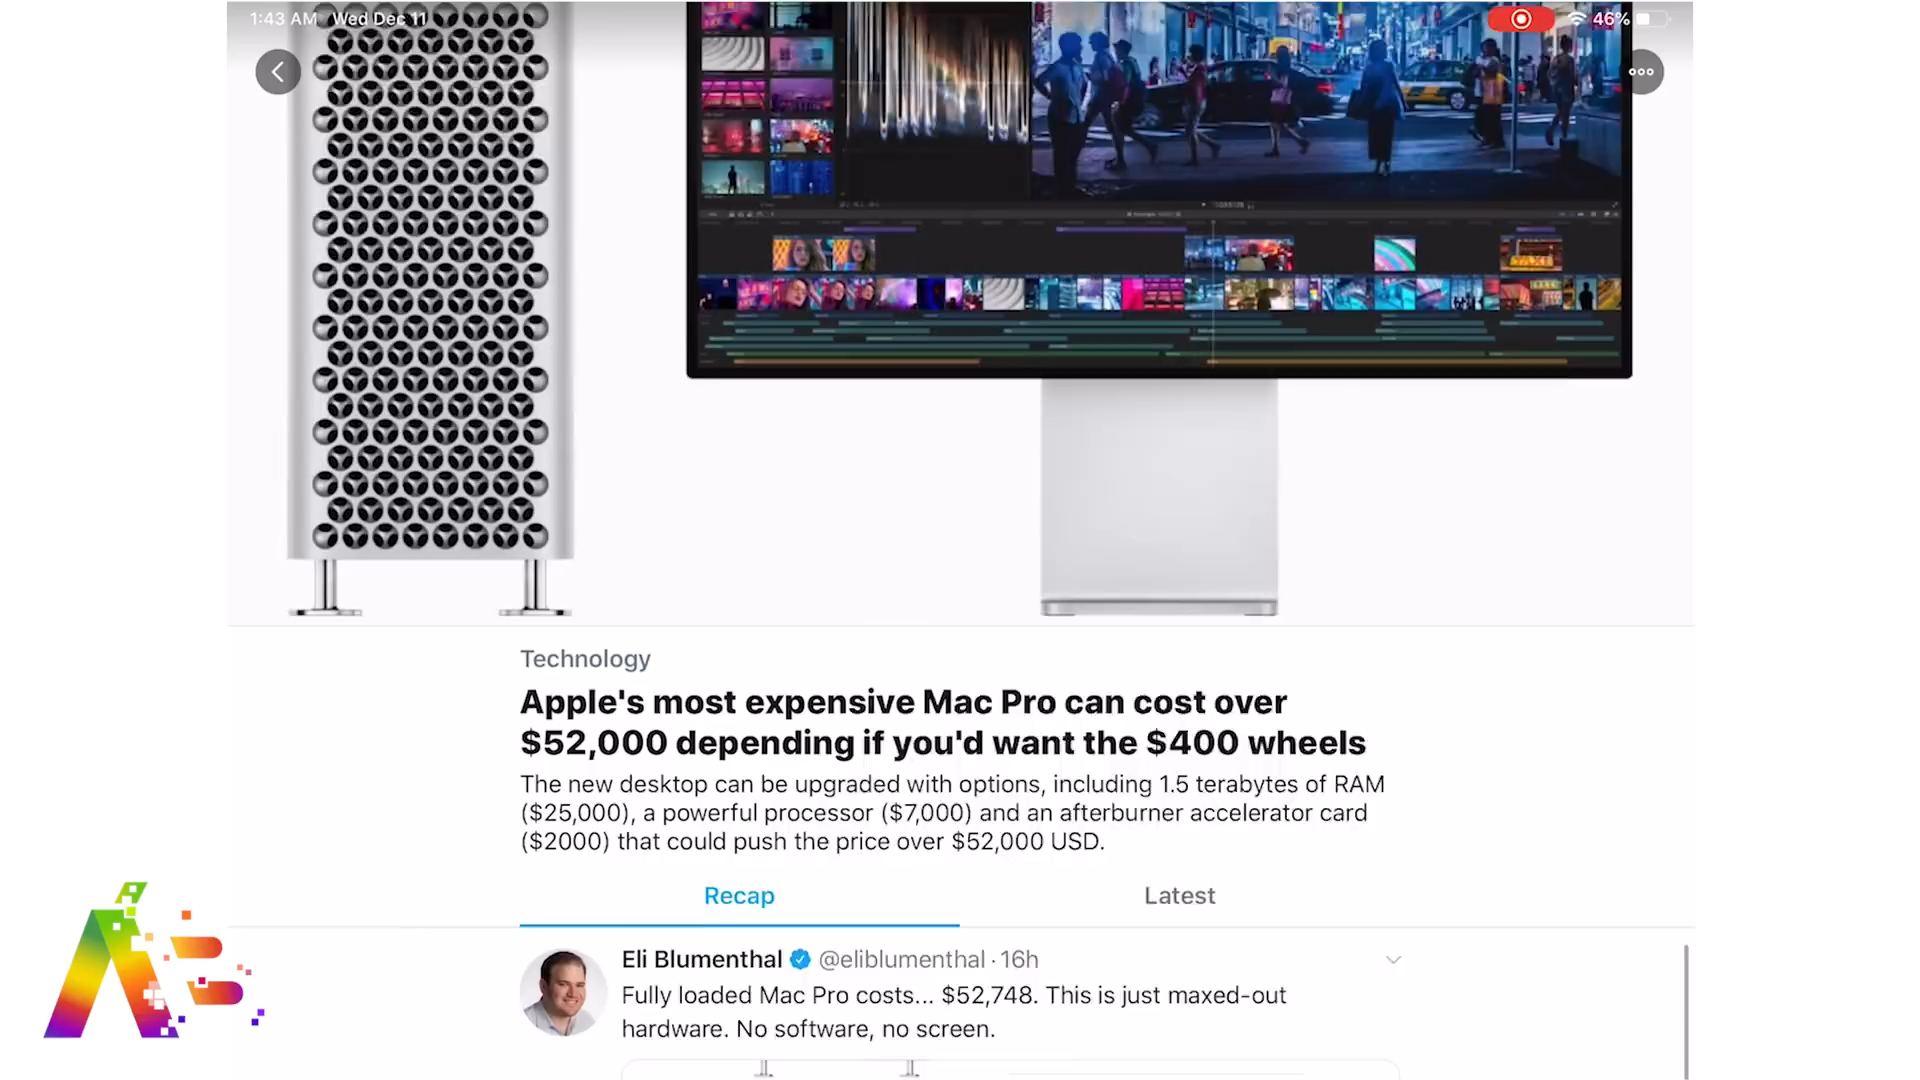 1:43 AM Wed Dec 11
46%
Technology
Apple's most expensive Mac Pro can cost over
$52,000 depending if you'd want the $400 wheels
The new desktop can be upgraded with options, including 1.5 terabytes of RAM
($25,000), a powerful processor ($7,000) and an afterburner accelerator card
($2000) that could push the price over $52,000 USD.
Recap
Latest
Eli Blumenthal @eliblumenthal · 16h
Fully loaded Mac Pro costs... $52,748. This is just maxed-out
hardware. No software, no screen.